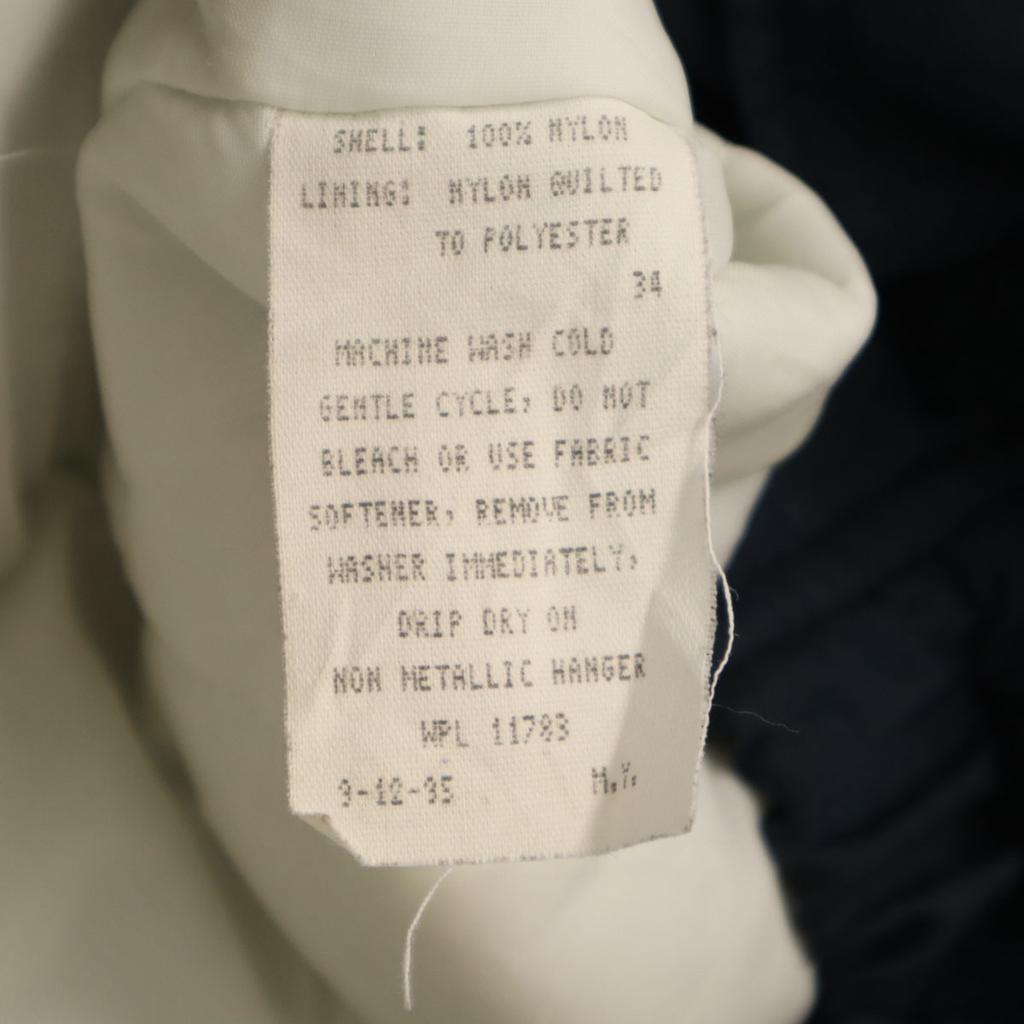 SHELL: 100% NYLON
LINING: NYLON QUILTED
TO POLYESTER
34
MACHINE WASH COLD
GENTLE CYCLE, DO NOT
BLEACH OR USE FABRIC
SOFTENER, REMOVE FROM
WASHER IMMEDIATELY,
DRIP DRY ON
NON METALLIC HANGER
WPL 11783
9-12-95 M.Y.